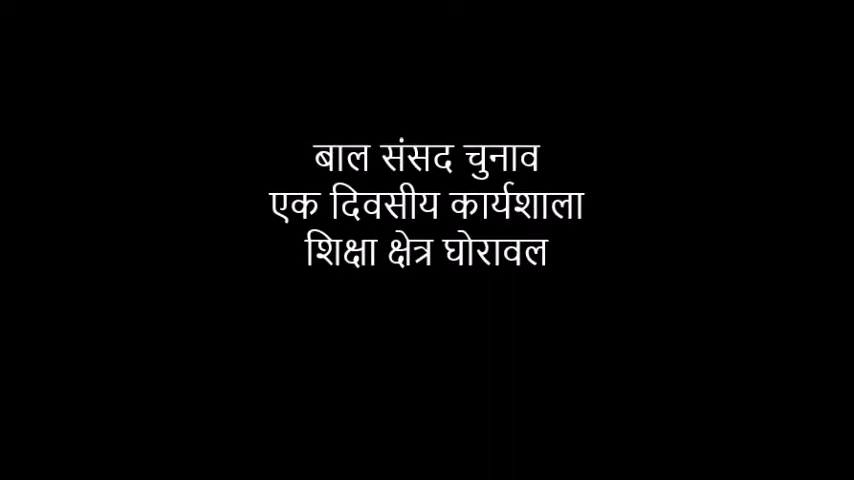 बाल संसद चुनाव
एक दिवसीय कार्यशाला
शिक्षा क्षेत्र घोरावल